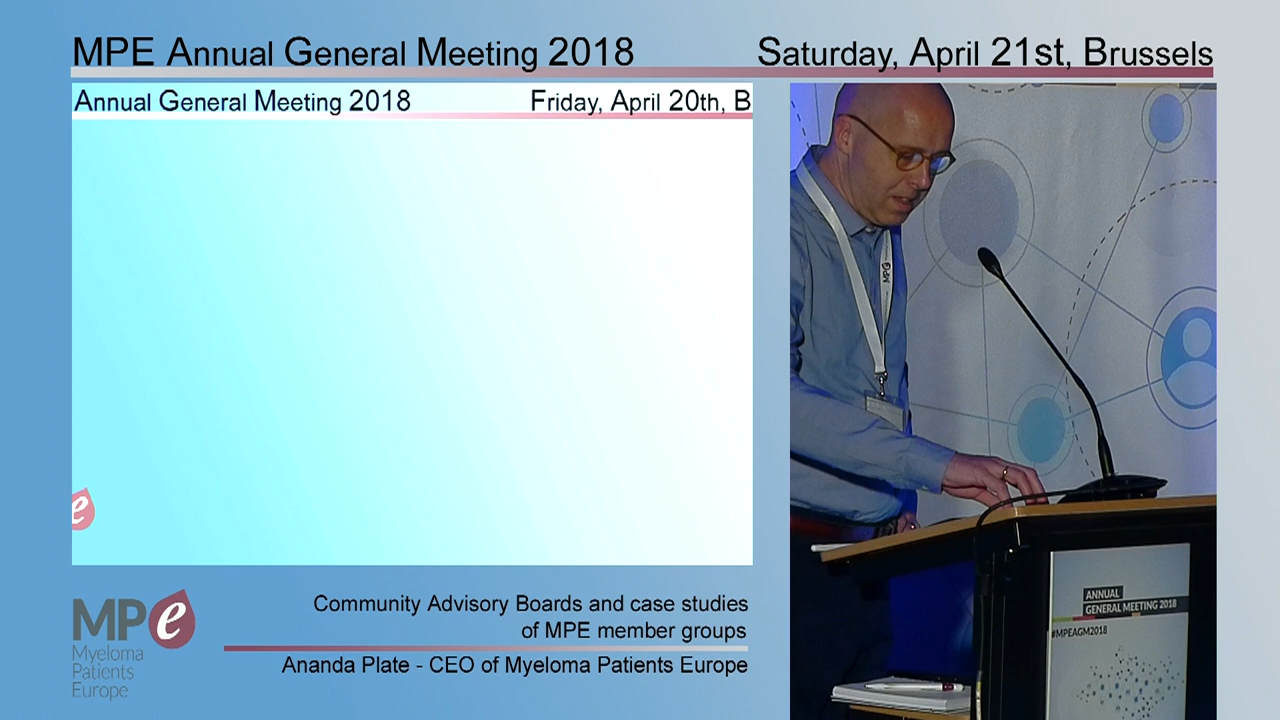 MPE Annual General Meeting 2018
Saturday, April 21st, Brussels
Annual General Meeting 2018
Friday, April 20th, B
e
MPe
Myeloma
Patients
Europe
Community Advisory Boards and case studies
of MPE member groups
Ananda Plate - CEO of Myeloma Patients Europe
MPe
ANNUAL
GENERAL MEETING 2018
#MPEAGM2018